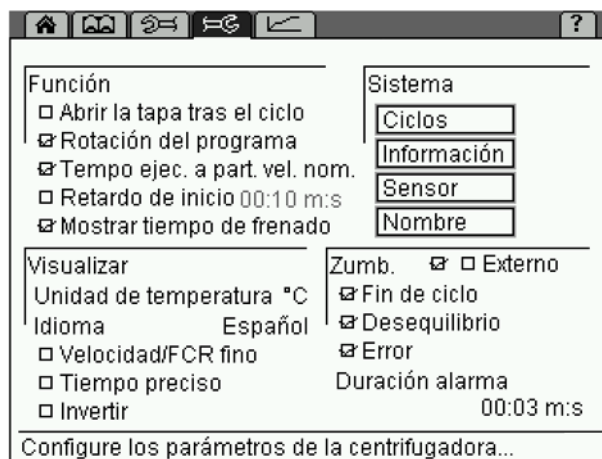 ?
Función
Abrir la tapa tras el ciclo
Rotación del programa
Tempo ejec. a part. vel. nom.
Retardo de inicio 00:10 m:s
Mostrar tiempo de frenado
Sistema
Ciclos
Información
Sensor
Nombre
Visualizar
Unidad de temperatura °C
Idioma Español
Velocidad/FCR fino
Tiempo preciso
Invertir
Zumb. Externo
Fin de ciclo
Desequilibrio
Error
Duración alarma
00:03 m:s
Configure los parámetros de la centrifugadora...